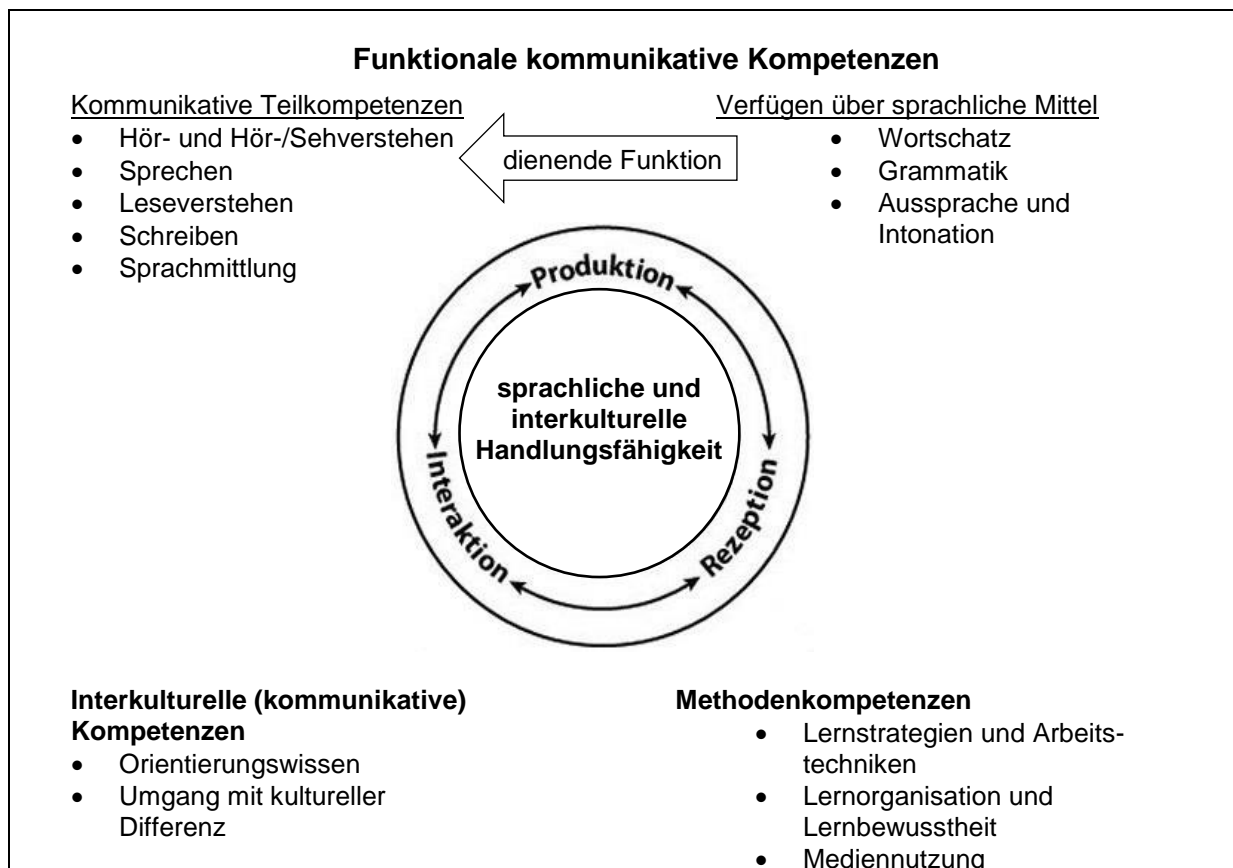 Funktionale kommunikative Kompetenzen
Kommunikative Teilkompetenzen
• Hör- und Hör-/Sehverstehen
• Sprechen
• Leseverstehen
• Schreiben
• Sprachmittlung
dienende Funktion
Verfügen über sprachliche Mittel
• Wortschatz
• Grammatik
• Aussprache und
Intonation
Produktion
Interaktion
Rezeption
sprachliche und
interkulturelle
Handlungsfähigkeit
Interkulturelle (kommunikative)
Kompetenzen
• Orientierungswissen
• Umgang mit kultureller
Differenz
Methodenkompetenzen
• Lernstrategien und Arbeits-
techniken
• Lernorganisation und
Lernbewusstheit
• Mediennutzung